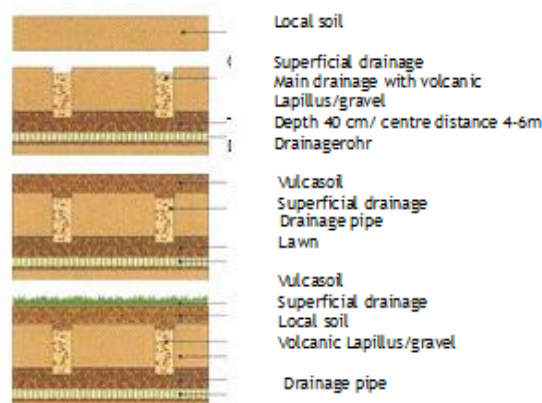 Local soil
Superficial drainage
Main drainage with volcanic
Lapillus/gravel
Depth 40 cm/ centre distance 4-6m
Drainagerohr
Vulcasoil
Superficial drainage
Drainage pipe
Lawn
Vulcasoil
Superficial drainage
Local soil
Volcanic Lapillus/gravel
Drainage pipe